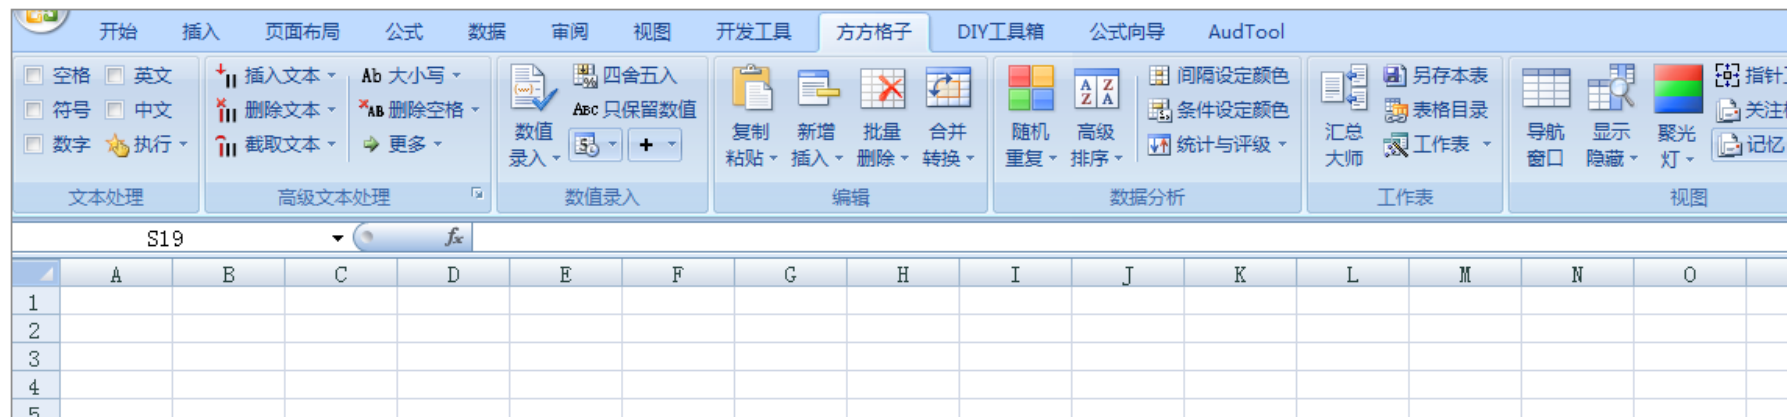 开始 插入 页面布局 公式 数据 审阅 视图 开发工具 方方格子 DIY工具箱 公式向导 AudTool
空格 英文 插入文本 Ab 大小写 四舍五入 间隔设定颜色 另存本表 指针
符号 中文 删除文本 AB 删除空格 ABC 只保留数值 条件设定颜色 表格目录 关注
数字 执行 截取文本 更多 统计与评级 工作表 记忆
数值 复制 新增 批量 合并 随机 高级 汇总 导航 显示 聚光
录入 粘贴 插入 删除 转换 重复 排序 大师 窗口 隐藏 灯
文本处理 高级文本处理 数值录入 编辑 数据分析 工作表 视图
S19 fx
A B C D E F G H I J K L M N O
1
2
3
4
5